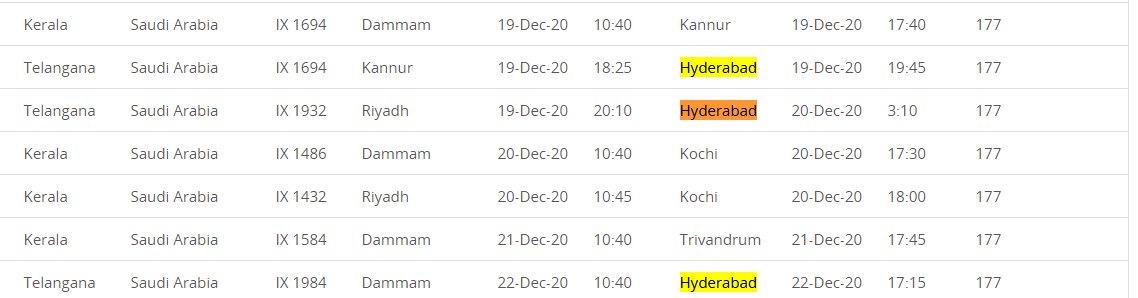 Kerala Saudi Arabia IX 1694 Dammam 19-Dec-20 10:40 Kannur 19-Dec-20 17:40 177
Telangana Saudi Arabia IX 1694 Kannur 19-Dec-20 18:25 Hyderabad 19-Dec-20 19:45 177
Telangana Saudi Arabia IX 1932 Riyadh 19-Dec-20 20:10 Hyderabad 20-Dec-20 3:10 177
Kerala Saudi Arabia IX 1486 Dammam 20-Dec-20 10:40 Kochi 20-Dec-20 17:30 177
Kerala Saudi Arabia IX 1432 Riyadh 20-Dec-20 10:45 Kochi 20-Dec-20 18:00 177
Kerala Saudi Arabia IX 1584 Dammam 21-Dec-20 10:40 Trivandrum 21-Dec-20 17:45 177
Telangana Saudi Arabia IX 1984 Dammam 22-Dec-20 10:40 Hyderabad 22-Dec-20 17:15 177